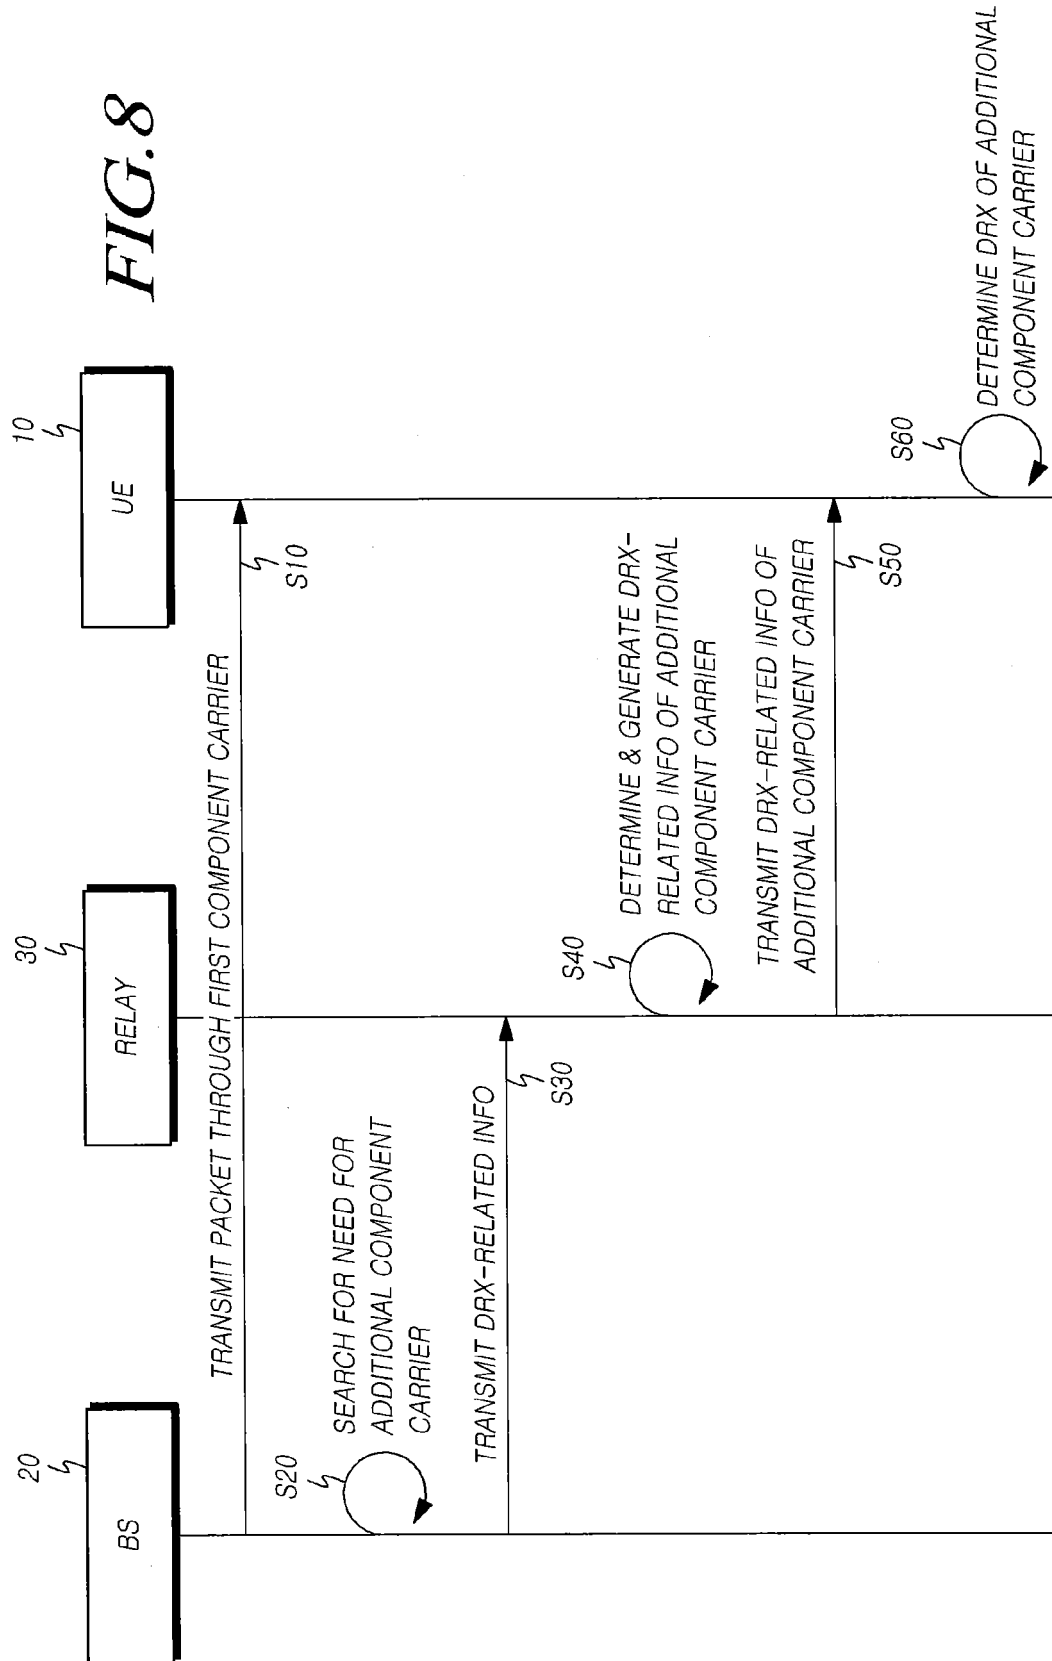 FIG.8
20
30
10
BS
RELAY
UE
TRANSMIT PACKET THROUGH FIRST COMPONENT CARRIER
S10
S20
SEARCH FOR NEED FOR
ADDITIONAL COMPONENT
CARRIER
TRANSMIT DRX-RELATED INFO
S30
S40
DETERMINE & GENERATE DRX-
RELATED INFO OF ADDITIONAL
COMPONENT CARRIER
TRANSMIT DRX-RELATED INFO OF
ADDITIONAL COMPONENT CARRIER
S50
S60
DETERMINE DRX OF ADDITIONAL
COMPONENT CARRIER